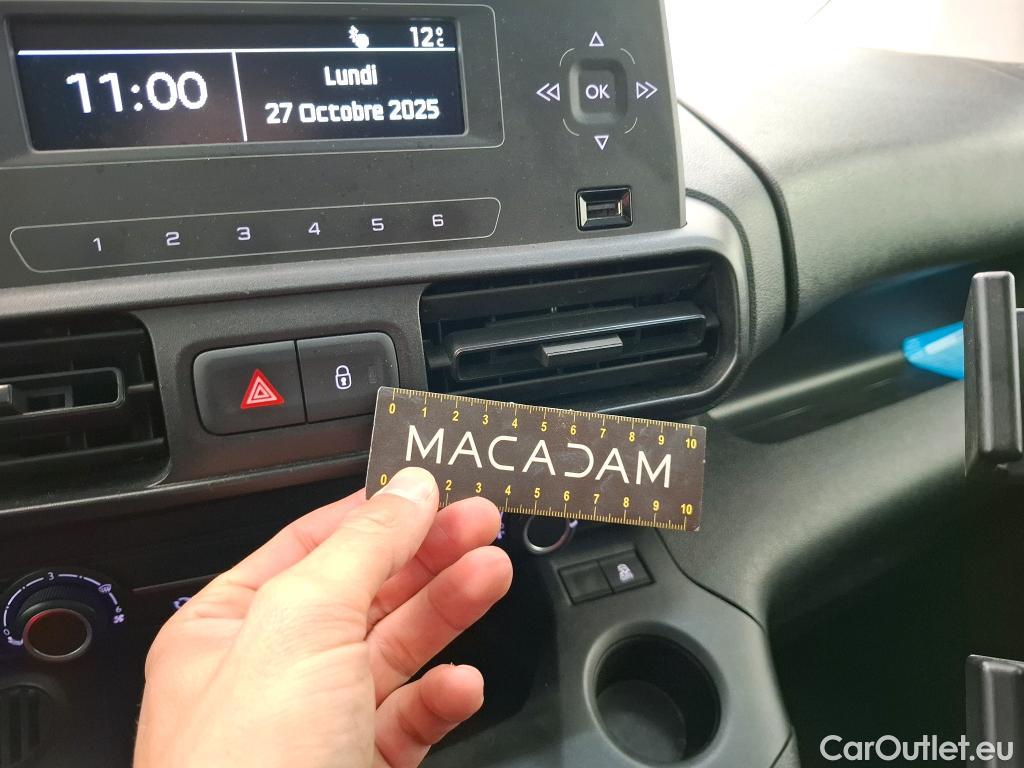 12°C
11:00
Lundi
27 Octobre 2025
OK
1 2 3 4 5 6
0 1 2 3 4 5 6 7 8 9 10
MACADAM
0 2 3 4 5 6 7 8 9 10
3
CarOutlet.eu